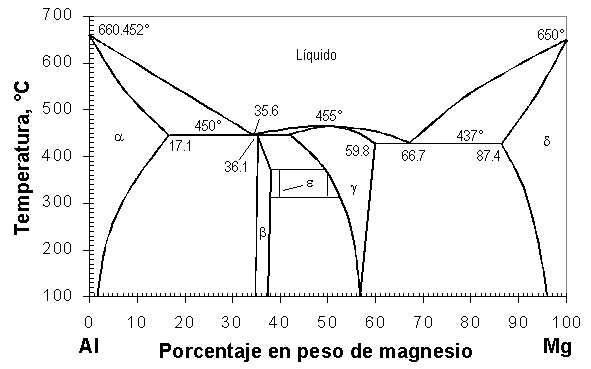 700
660.452°
650°
Líquido
600
500
35.6
455°
450°
437°
400
α
17.1
36.1
59.8
66.7
87.4
δ
ε
γ
300
β
200
100
0 10 20 30 40 50 60 70 80 90 100
Al
Porcentaje en peso de magnesio
Mg
Temperatura, °C